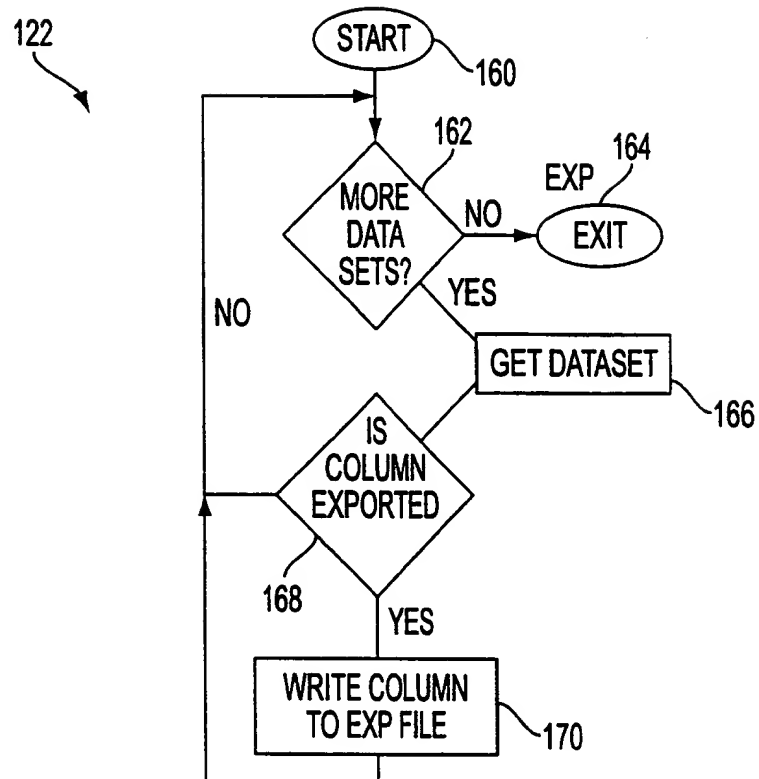 122
START
160
162
MORE
DATA
SETS?
NO
EXP
164
EXIT
YES
NO
GET DATASET
166
IS
COLUMN
EXPORTED
168
YES
WRITE COLUMN
TO EXP FILE
170